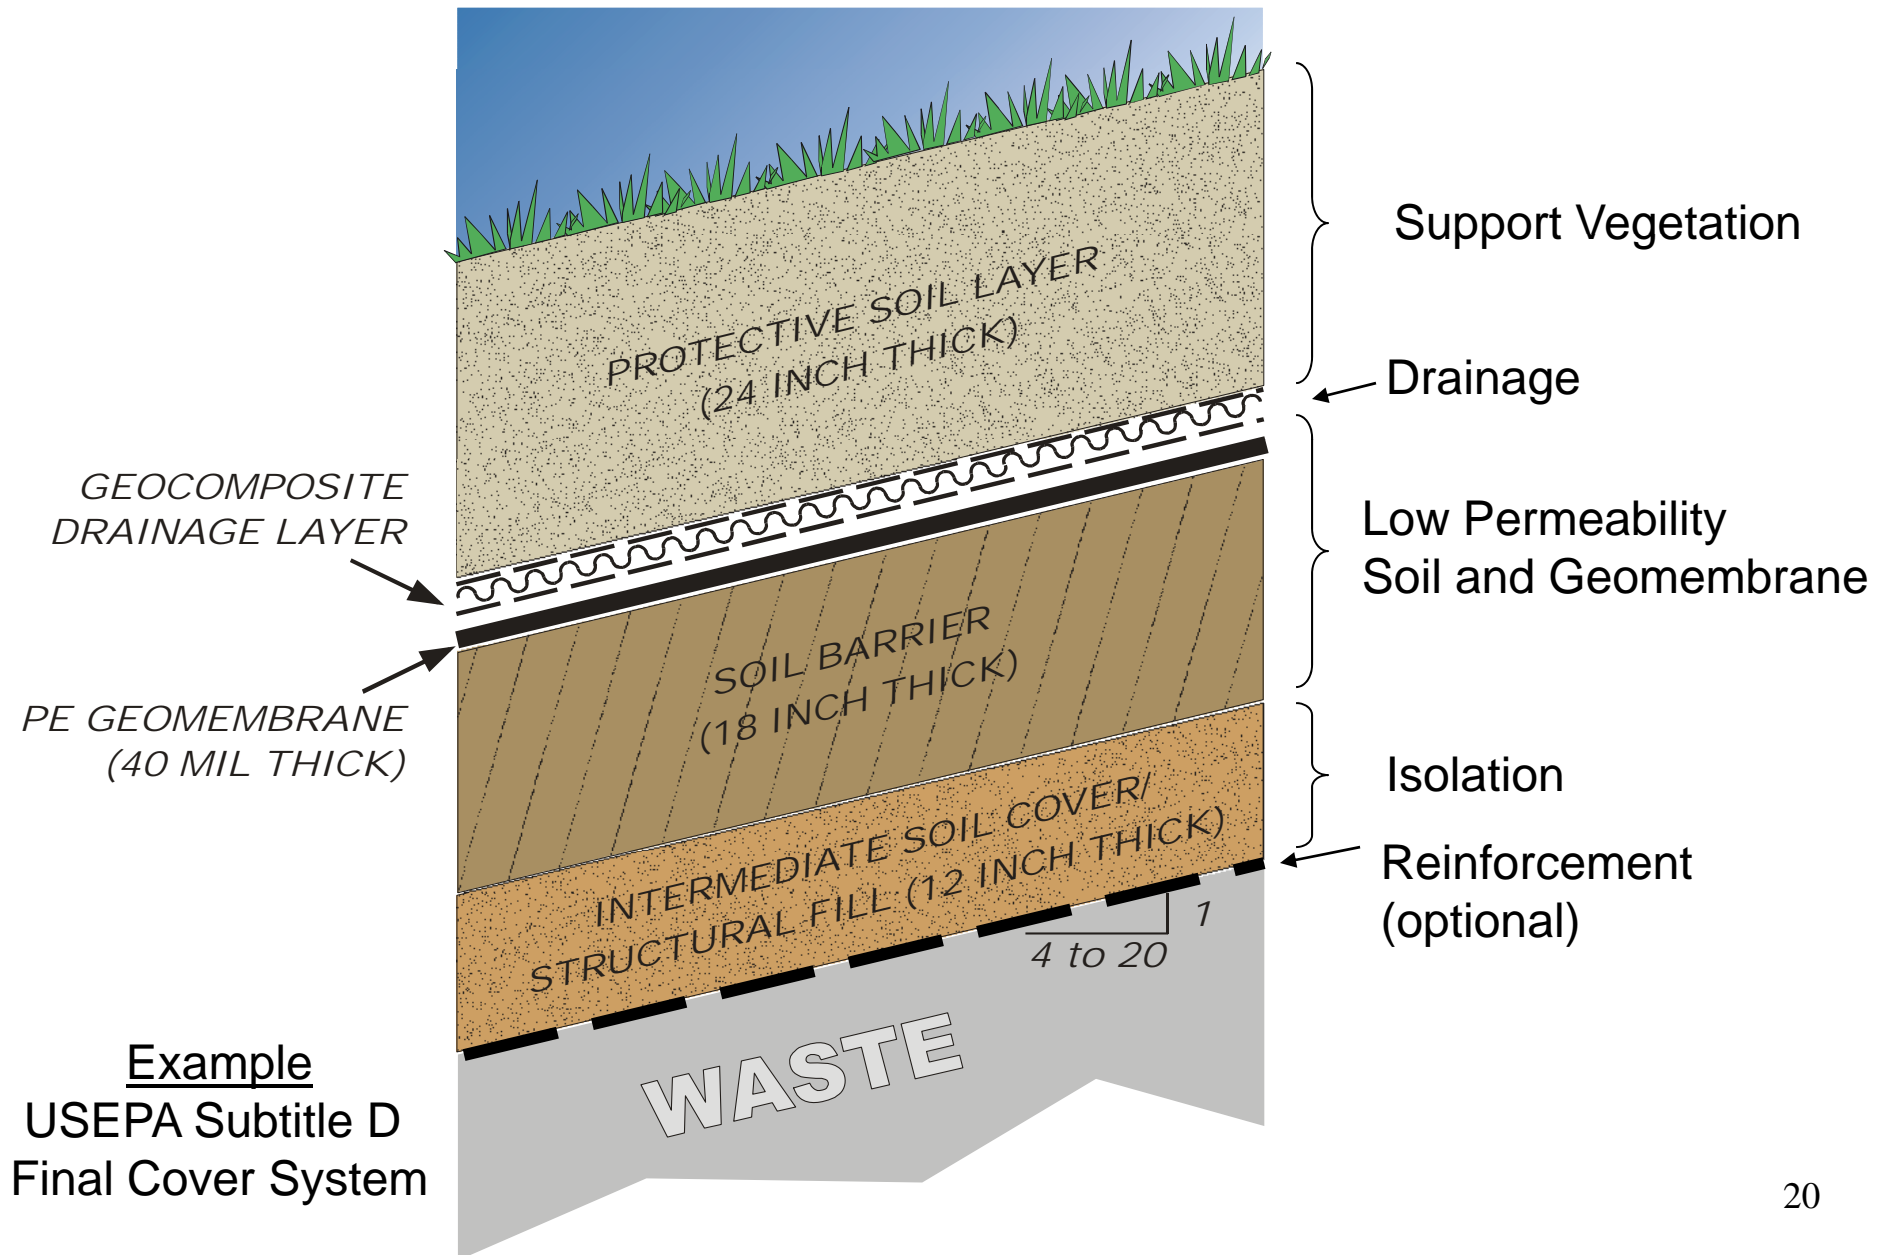 PROTECTIVE SOIL LAYER
(24 INCH THICK)
Support Vegetation
Drainage
GEOCOMPOSITE
DRAINAGE LAYER
Low Permeability
Soil and Geomembrane
PE GEOMEMBRANE
(40 MIL THICK)
SOIL BARRIER
(18 INCH THICK)
Isolation
INTERMEDIATE SOIL COVER/
STRUCTURAL FILL (12 INCH THICK)
Reinforcement
(optional)
1
4 to 20
WASTE
Example
USEPA Subtitle D
Final Cover System
20